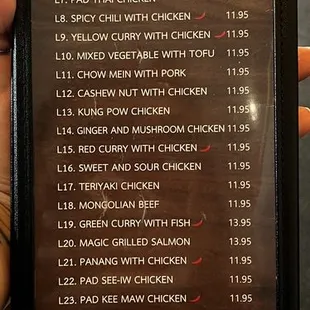 L7. PAD THAI CHICKEN
L8. SPICY CHILI WITH CHICKEN 11.95
L9. YELLOW CURRY WITH CHICKEN 11.95
L10. MIXED VEGETABLE WITH TOFU 11.95
L11. CHOW MEIN WITH PORK 11.95
L12. CASHEW NUT WITH CHICKEN 11.95
L13. KUNG POW CHICKEN 11.95
L14. GINGER AND MUSHROOM CHICKEN 11.95
L15. RED CURRY WITH CHICKEN 11.95
L16. SWEET AND SOUR CHICKEN 11.95
L17. TERIYAKI CHICKEN 11.95
L18. MONGOLIAN BEEF 11.95
L19. GREEN CURRY WITH FISH 13.95
L20. MAGIC GRILLED SALMON 13.95
L21. PANANG WITH CHICKEN 11.95
L22. PAD SEE-IW CHICKEN 11.95
L23. PAD KEE MAW CHICKEN 11.95